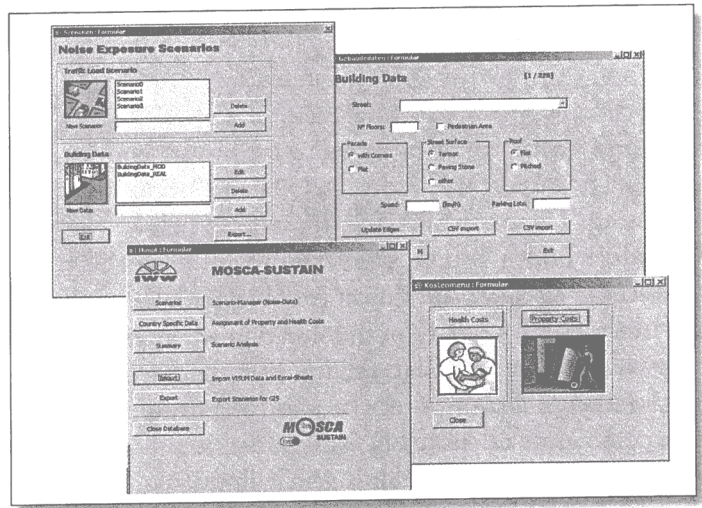 Szenarien : Formular
Noise Exposure Scenarios
Traffic Load Scenario
Scenario0
Scenario1
Scenario2
Scenario3
Delete
New Scenario:
Add
Building Data
BuildingData_MOD
BuildingData_REAL
Edit
Delete
New Data:
Add
Exit
Export...
Gebaeudedaten : Formular
Building Data
[1 / 228]
Street:
N° Floors:
Pedestrian Area
Facade
with Corners
Flat
Street Surface
Tarmac
Paving Stone
other
Roof
Flat
Pitched
Speed:
(km/h)
Parking Lots:
Update Edges
CSV export
CSV import
Exit
: Formular
IWW
MOSCA-SUSTAIN
Scenarios
Scenario-Manager (Noise-Data)
Country Specific Data
Assignment of Property and Health Costs
Summary
Scenario Analysis
Import
Import VISUM Data and Excel-Sheets
Export
Export Scenarios for GIS
Close Database
MOSCA
SUSTAIN
Kostenmenu : Formular
Health Costs
Property Costs
Close